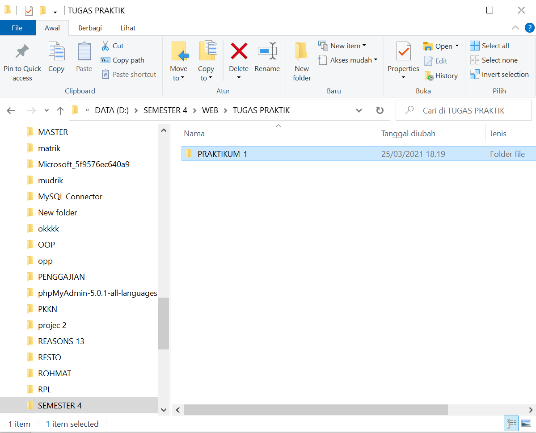 TUGAS PRAKTIK
File Awal Berbagi Lihat
Pin to Quick access
Copy
Paste
Cut
Copy path
Paste shortcut
Clipboard
Move to
Copy to
Delete
Rename
Atur
New folder
New item
Akses mudah
Baru
Properties
Open
Edit
History
Buka
Select all
Select none
Invert selection
Pilih
« DATA (D:) > SEMESTER 4 > WEB > TUGAS PRAKTIK
Cari di TUGAS PRAKTIK
MASTER
matrik
Microsoft_5f9576ec640a9
mudrik
MySQL Connector
New folder
okkkk
OOP
opp
PENGGAJIAN
phpMyAdmin-5.0.1-all-languages
PKKN
projec 2
REASONS 13
RESTO
ROHMAT
RPL
SEMESTER 4
Nama Tanggal diubah Jenis
PRAKTIKUM 1 25/03/2021 18.19 Folder file
1 item 1 item selected